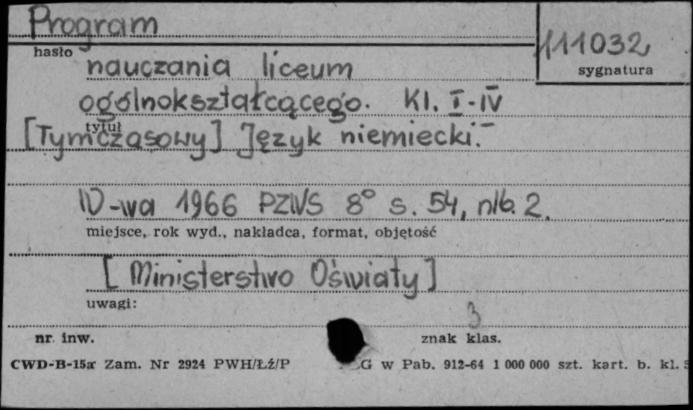 Program
hasło
111032
sygnatura
nauczania liceum
ogólnokształcącego. Kl. I-IV
tytuł
[Tymczasowy] Język niemiecki.-
W-wa 1966 PZWS 8° s. 54, nlb. 2.
miejsce, rok wyd., nakładca, format, objętość
[Ministerstwo Oświaty]
uwagi:
3
nr. inw.
znak klas.
CWD-B-15a Zam. Nr 2924 PWH/Łź/P G w Pab. 912-64 1 000 000 szt. kart. b. kl.